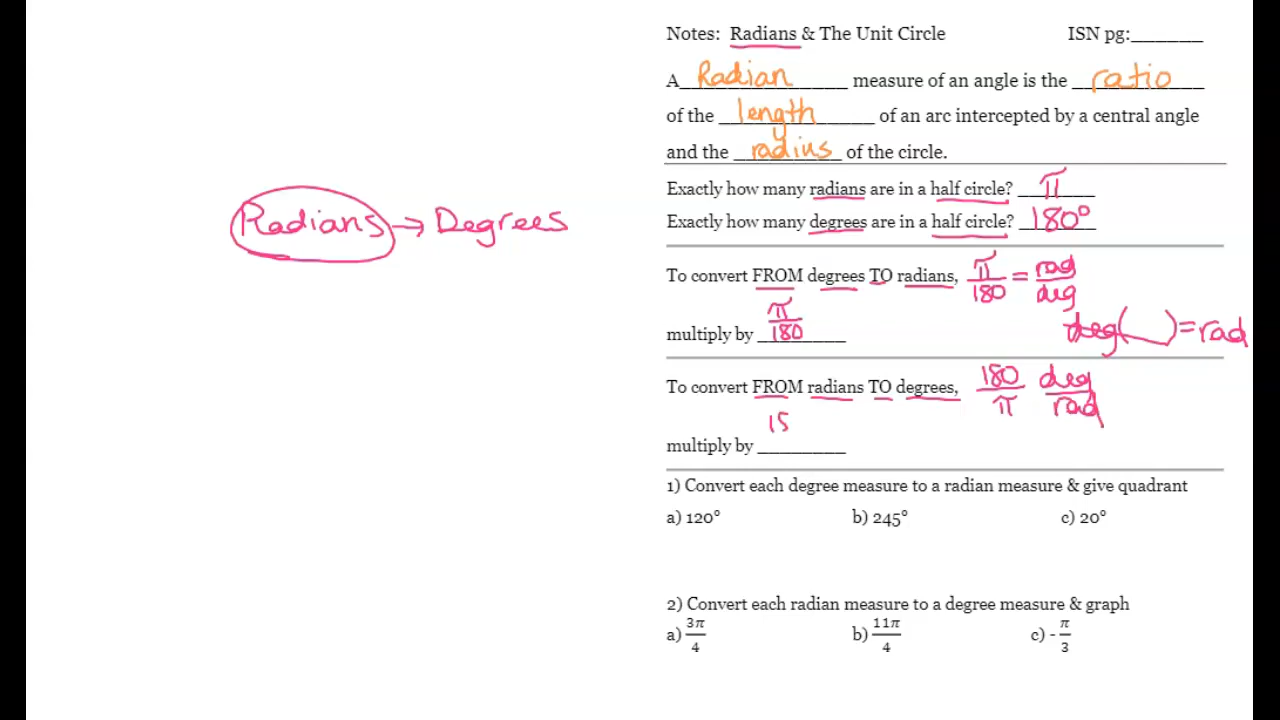 Notes: Radians & The Unit Circle ISN pg:______
A Radian measure of an angle is the ratio
of the length of an arc intercepted by a central angle
and the radius of the circle.
Radians → Degrees
Exactly how many radians are in a half circle? π
Exactly how many degrees are in a half circle? 180°
To convert FROM degrees TO radians, π/180 = rad/deg
multiply by π/180
deg( ) = rad
To convert FROM radians TO degrees, 180/π deg/rad
15
multiply by ________
1) Convert each degree measure to a radian measure & give quadrant
a) 120° b) 245° c) 20°
2) Convert each radian measure to a degree measure & graph
a) 3π/4 b) 11π/4 c) -π/3